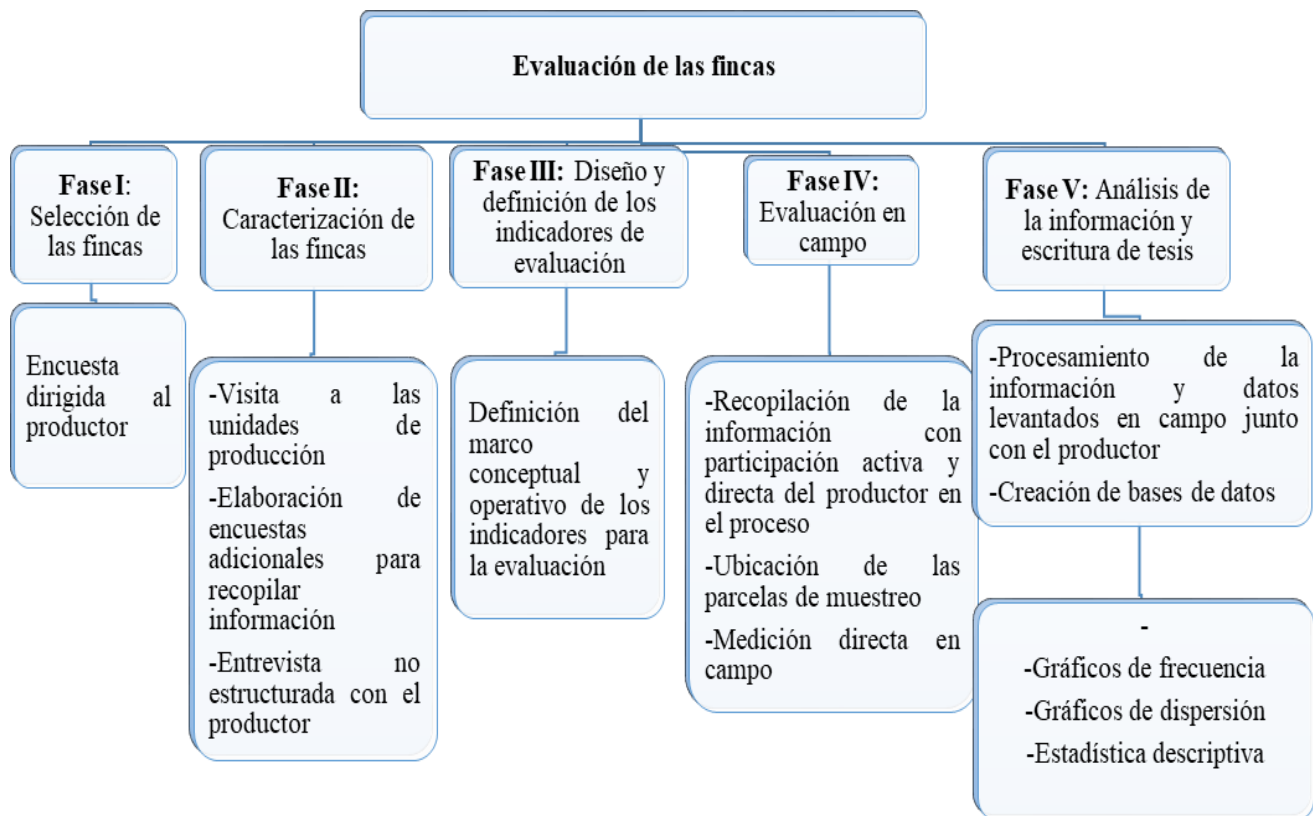 Evaluación de las fincas
Fase I:
Selección de
las fincas
Encuesta
dirigida al
productor
Fase II:
Caracterización de
las fincas
-Visita a las
unidades de
producción
-Elaboración de
encuestas
adicionales para
recopilar
información
-Entrevista no
estructurada con el
productor
Fase III: Diseño y
definición de los
indicadores de
evaluación
Definición del
marco
conceptual y
operativo de los
indicadores para
la evaluación
Fase IV:
Evaluación en
campo
-Recopilación de la
información con
participación activa y
directa del productor en
el proceso
-Ubicación de las
parcelas de muestreo
-Medición directa en
campo
Fase V: Análisis de
la información y
escritura de tesis
-Procesamiento de la
información y datos
levantados en campo junto
con el productor
-Creación de bases de datos
-
-Gráficos de frecuencia
-Gráficos de dispersión
-Estadística descriptiva